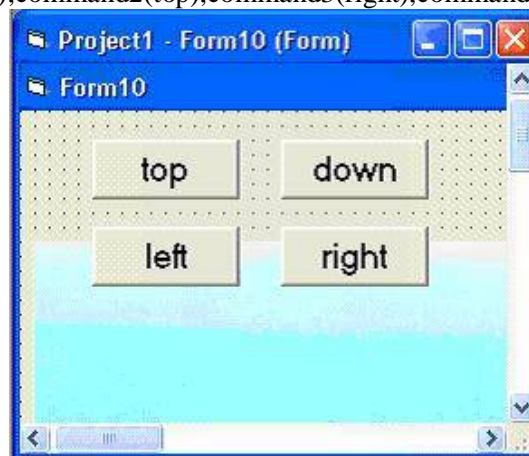 ),command2(top),command3(right),command
Project1 - Form10 (Form)
Form10
top down
left right